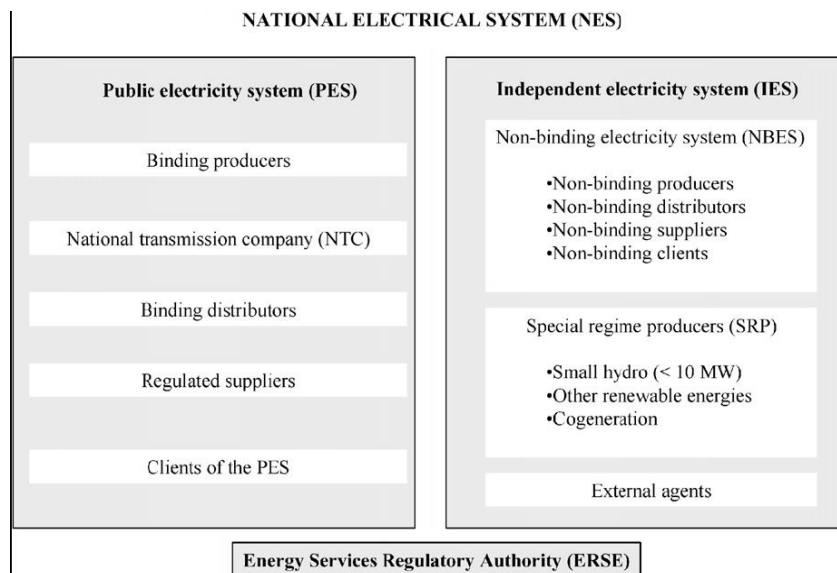 NATIONAL ELECTRICAL SYSTEM (NES)
Public electricity system (PES)
Binding producers
National transmission company (NTC)
Binding distributors
Regulated suppliers
Clients of the PES
Independent electricity system (IES)
Non-binding electricity system (NBES)
•Non-binding producers
•Non-binding distributors
•Non-binding suppliers
•Non-binding clients
Special regime producers (SRP)
•Small hydro (< 10 MW)
•Other renewable energies
•Cogeneration
External agents
Energy Services Regulatory Authority (ERSE)